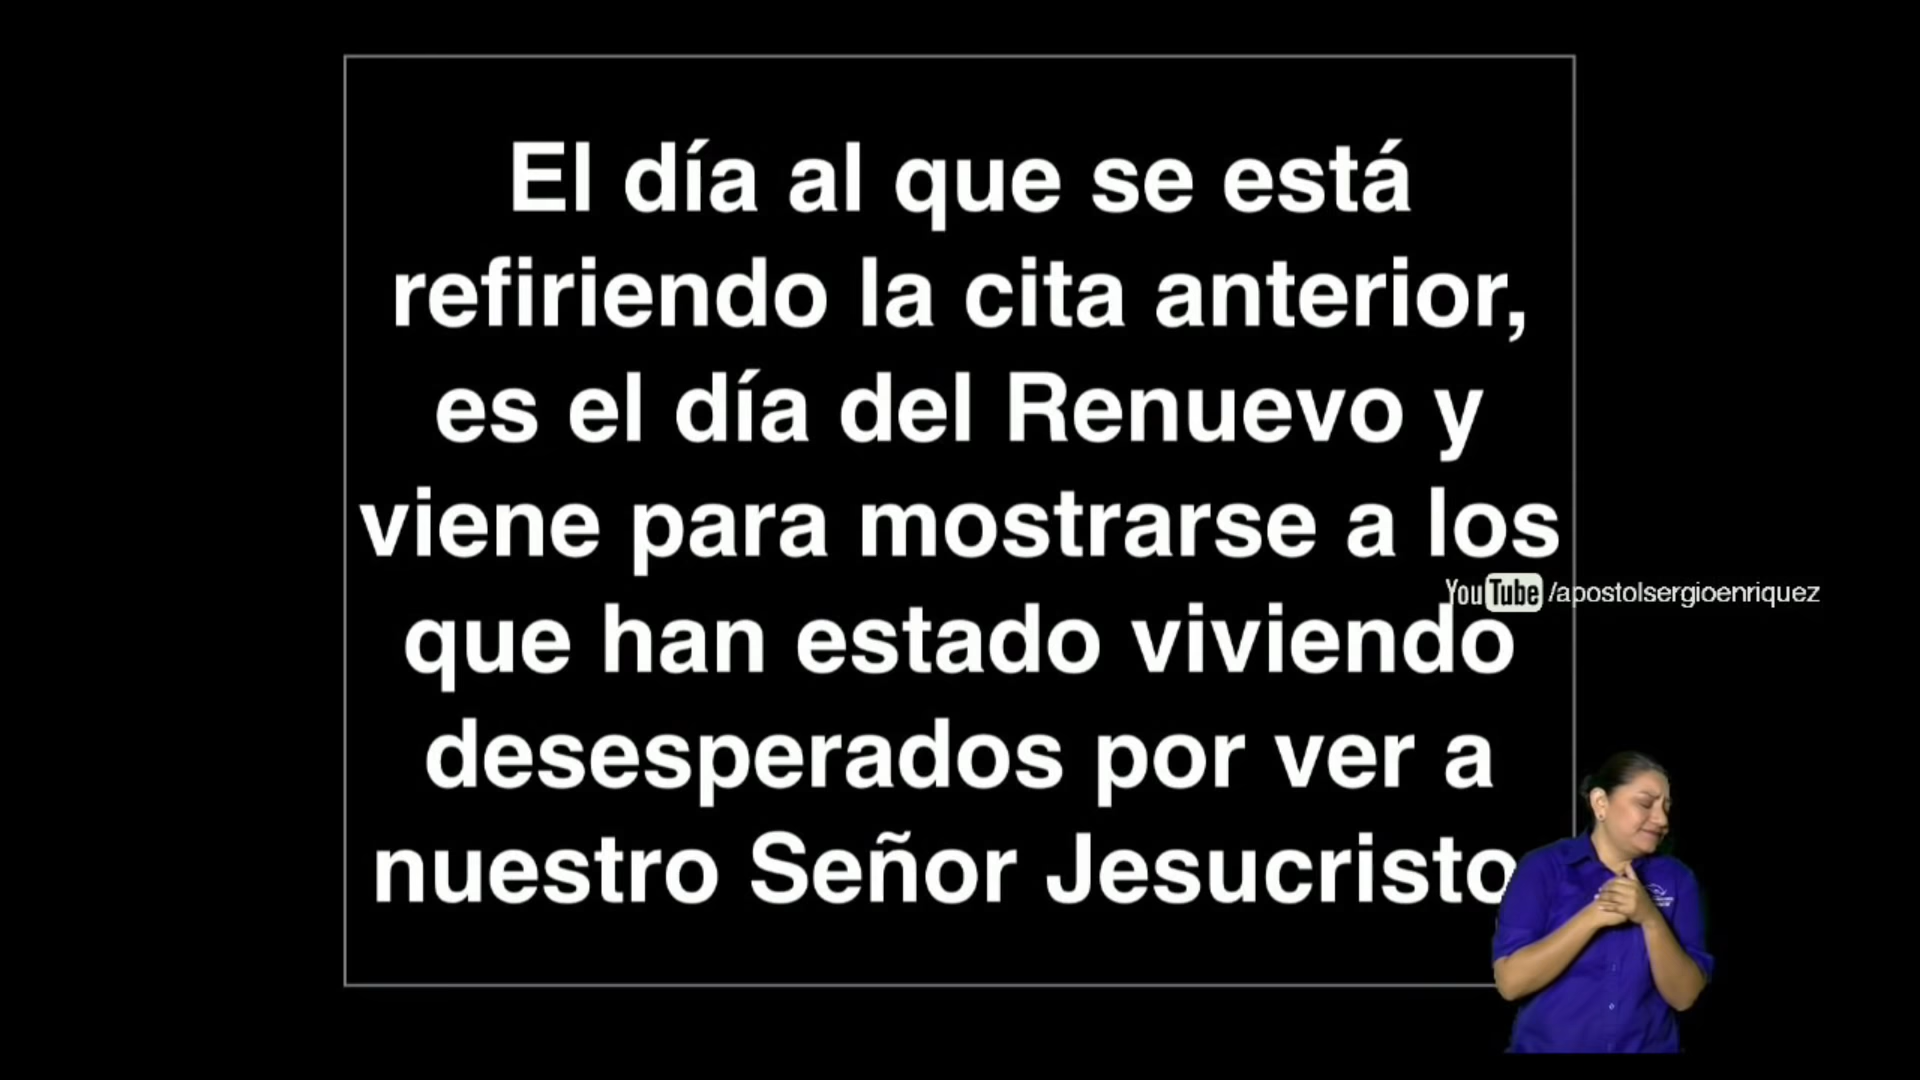 El día al que se está
refiriendo la cita anterior,
es el día del Renuevo y
viene para mostrarse a los
que han estado viviendo
desesperados por ver a
nuestro Señor Jesucristo
YouTube /apostolsergioenriquez